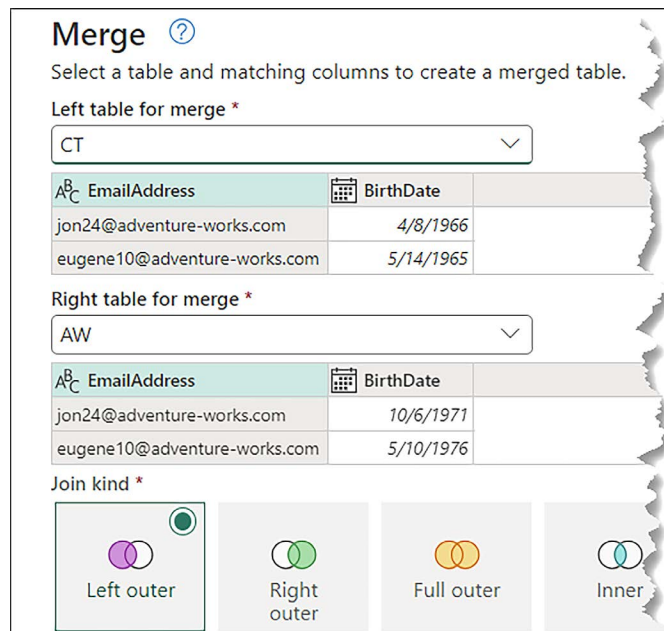 Merge ?
Select a table and matching columns to create a merged table.
Left table for merge *
CT
ABC EmailAddress BirthDate
jon24@adventure-works.com 4/8/1966
eugene10@adventure-works.com 5/14/1965
Right table for merge *
AW
ABC EmailAddress BirthDate
jon24@adventure-works.com 10/6/1971
eugene10@adventure-works.com 5/10/1976
Join kind *
Left outer
Right
outer
Full outer
Inner